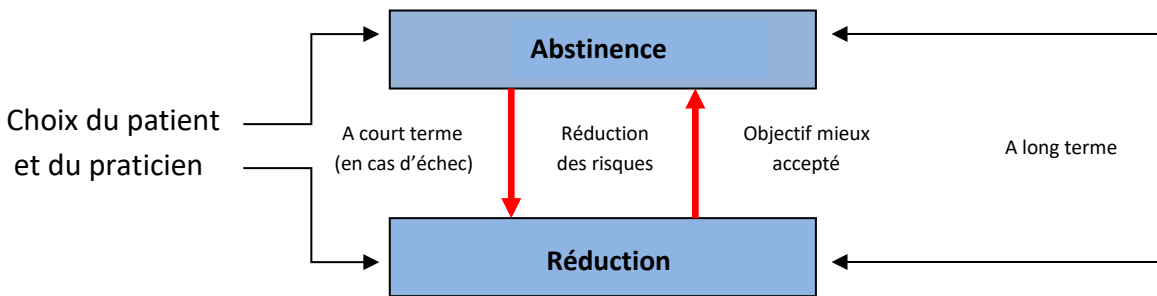 Abstinence
Choix du patient
et du praticien
A court terme
(en cas d'échec)
Réduction
des risques
Objectif mieux
accepté
A long terme
Réduction